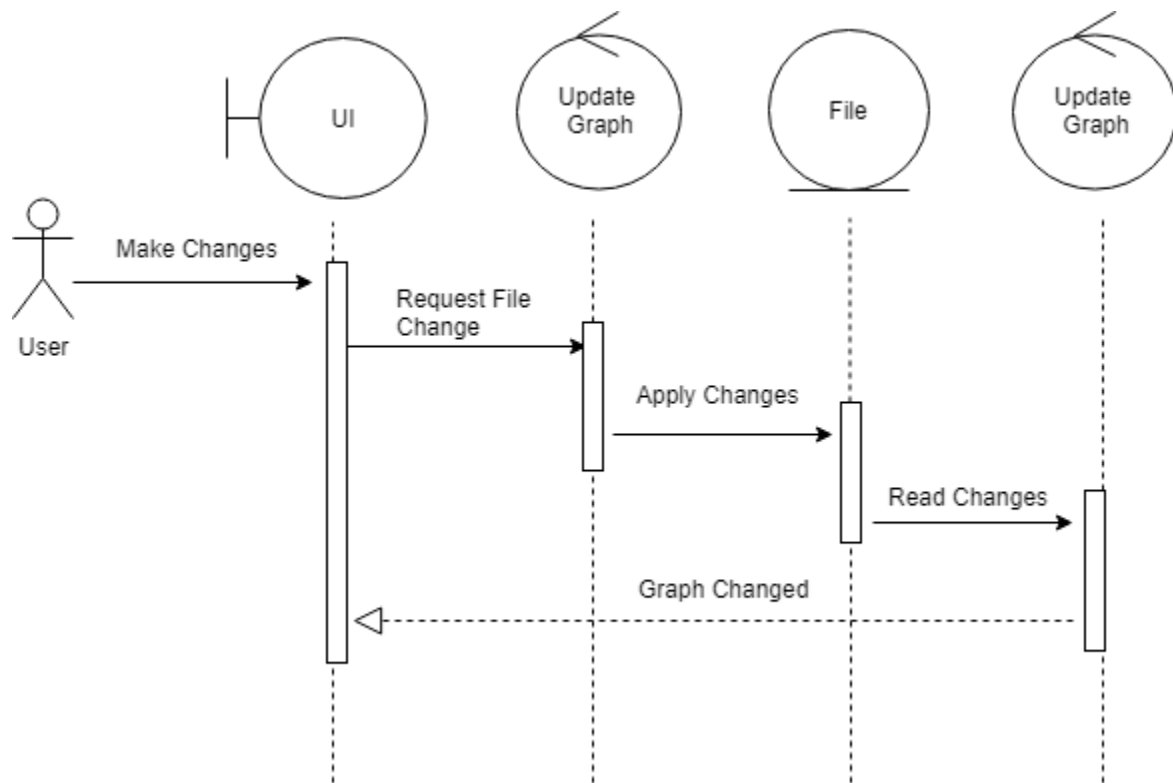 UI
Update
Graph
File
Update
Graph
Make Changes
User
Request File
Change
Apply Changes
Read Changes
Graph Changed